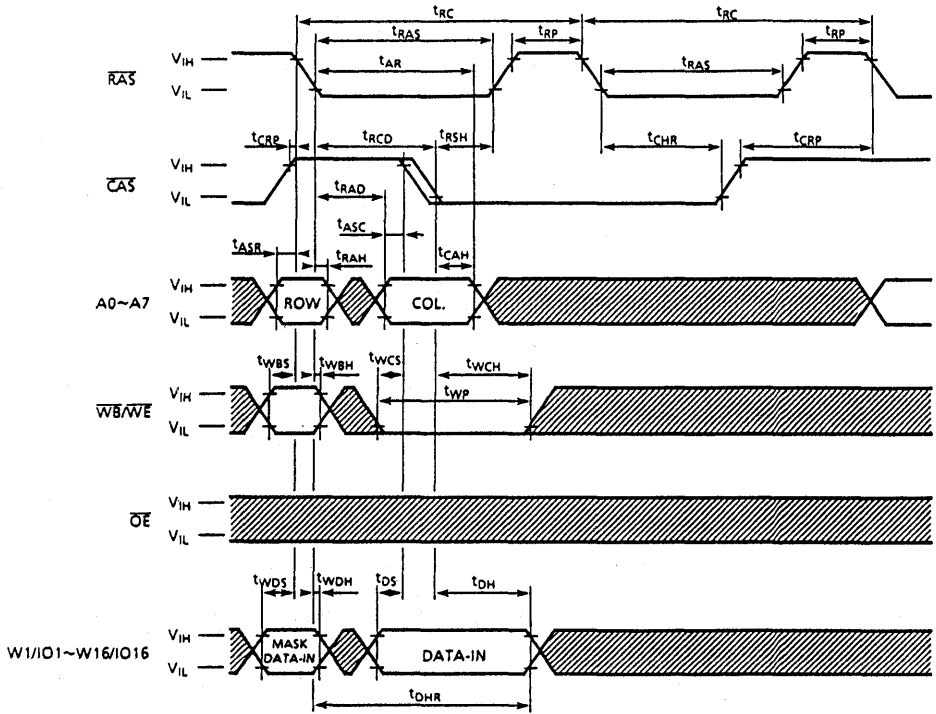 tRC tRC
tRAS tRP tRP
tAR tRAS
RAS VIH
VIL
tCRP tRCD tRSH tCHR tCRP
CAS VIH
VIL
tRAD
tASC
tASR tRAH tCAH
A0~A7 VIH
VIL
ROW COL.
tWBS tWBH tWCS tWCH
tWP
WB/WE VIH
VIL
OE VIH
VIL
tWDS tWDH tDS tDH
W1/IO1~W16/IO16 VIH
VIL
MASK
DATA-IN
DATA-IN
tDHR